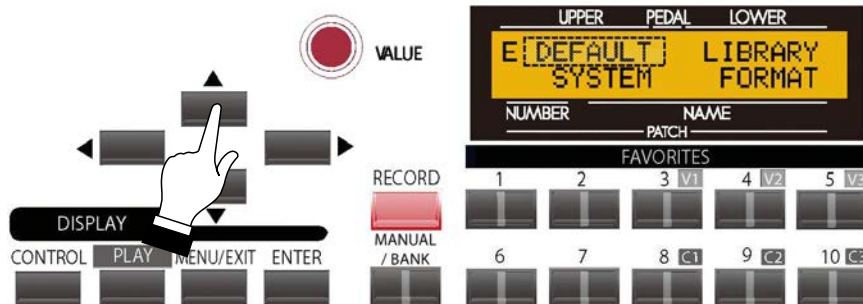 VALUE
UPPER PEDAL LOWER
E DEFAULT LIBRARY
SYSTEM FORMAT
NUMBER NAME
PATCH
FAVORITES
RECORD
1 2 3 V1 4 V2 5 V3
DISPLAY
CONTROL PLAY MENU/EXIT ENTER
MANUAL
/ BANK
6 7 8 C1 9 C2 10 C3